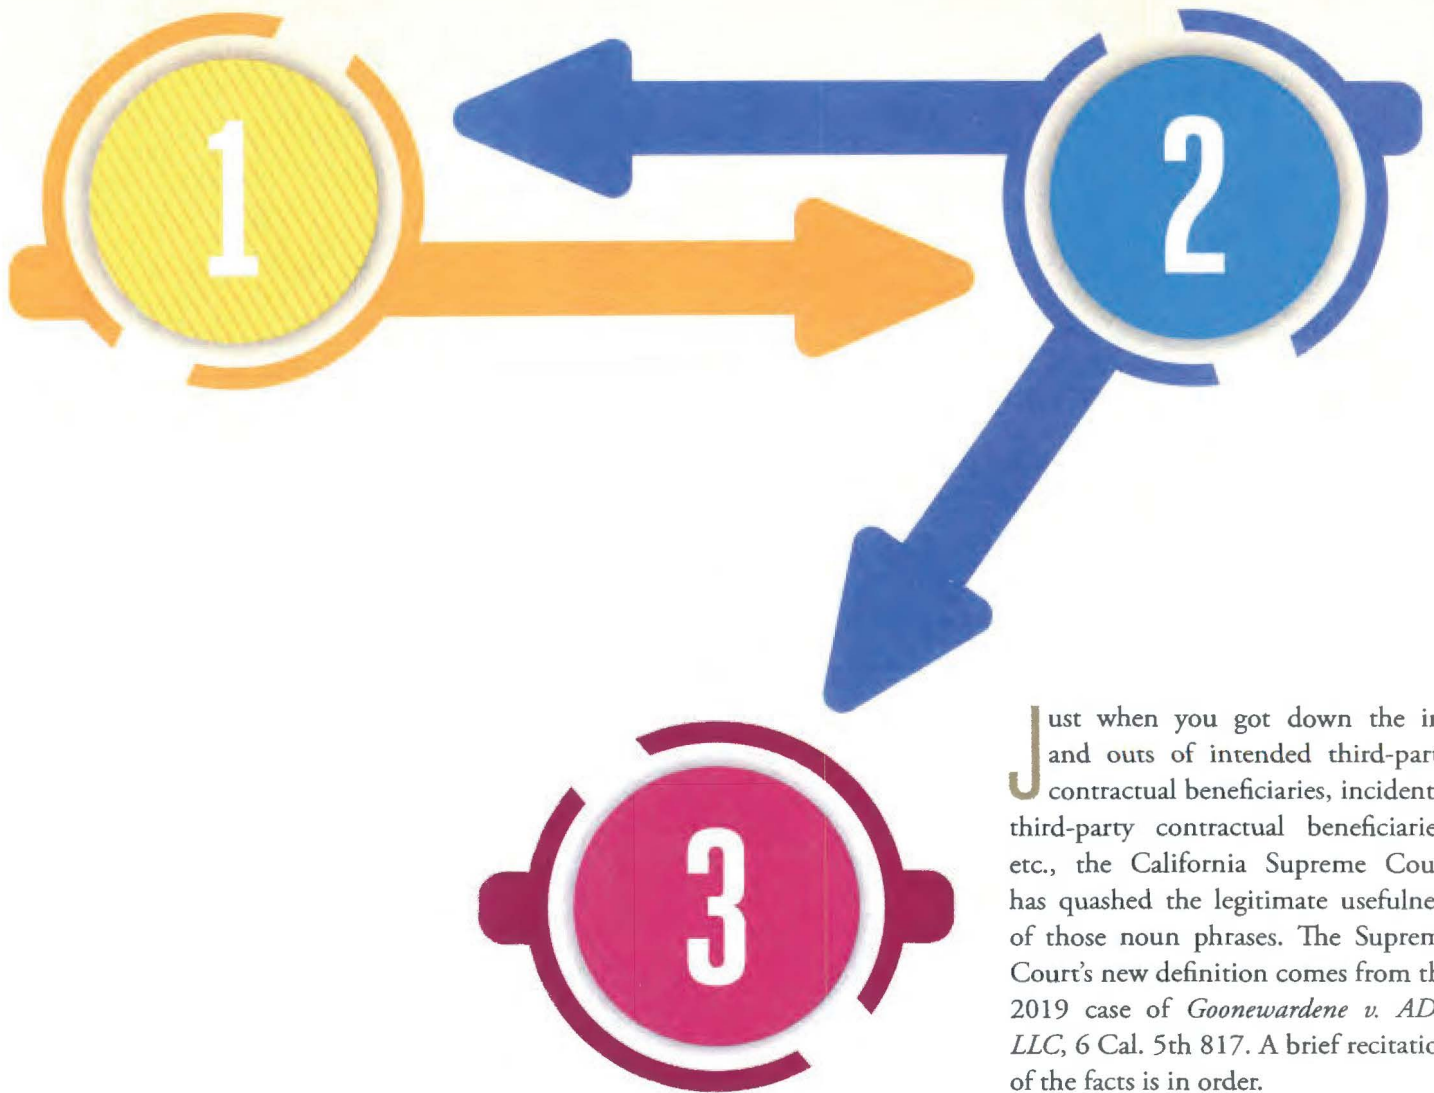 1
2
3
Just when you got down the in
and outs of intended third-part
contractual beneficiaries, incident
third-party contractual beneficiarie
etc., the California Supreme Cou
has quashed the legitimate usefulne
of those noun phrases. The Suprem
Court's new definition comes from th
2019 case of Goonewardene v. AD
LLC, 6 Cal. 5th 817. A brief recitatio
of the facts is in order.